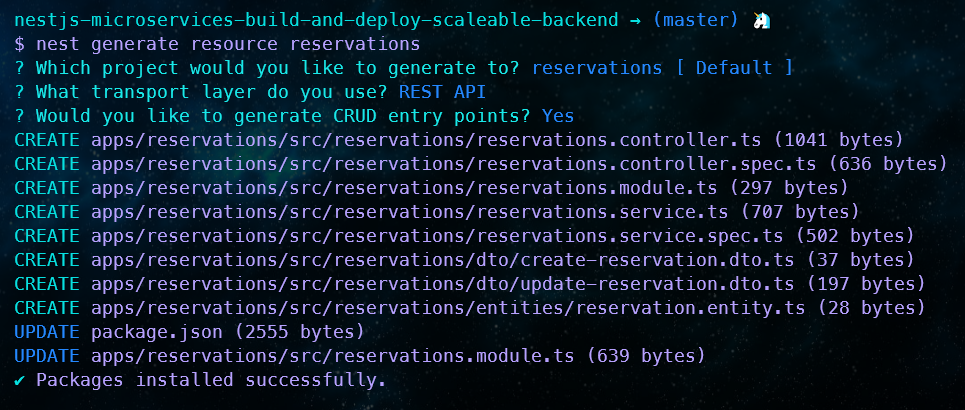 nestjs-microservices-build-and-deploy-scaleable-backend → (master) 🦄
$ nest generate resource reservations
? Which project would you like to generate to? reservations [ Default ]
? What transport layer do you use? REST API
? Would you like to generate CRUD entry points? Yes
CREATE apps/reservations/src/reservations/reservations.controller.ts (1041 bytes)
CREATE apps/reservations/src/reservations/reservations.controller.spec.ts (636 bytes)
CREATE apps/reservations/src/reservations/reservations.module.ts (297 bytes)
CREATE apps/reservations/src/reservations/reservations.service.ts (707 bytes)
CREATE apps/reservations/src/reservations/reservations.service.spec.ts (502 bytes)
CREATE apps/reservations/src/reservations/dto/create-reservation.dto.ts (37 bytes)
CREATE apps/reservations/src/reservations/dto/update-reservation.dto.ts (197 bytes)
CREATE apps/reservations/src/reservations/entities/reservation.entity.ts (28 bytes)
UPDATE package.json (2555 bytes)
UPDATE apps/reservations/src/reservations.module.ts (639 bytes)
✔ Packages installed successfully.